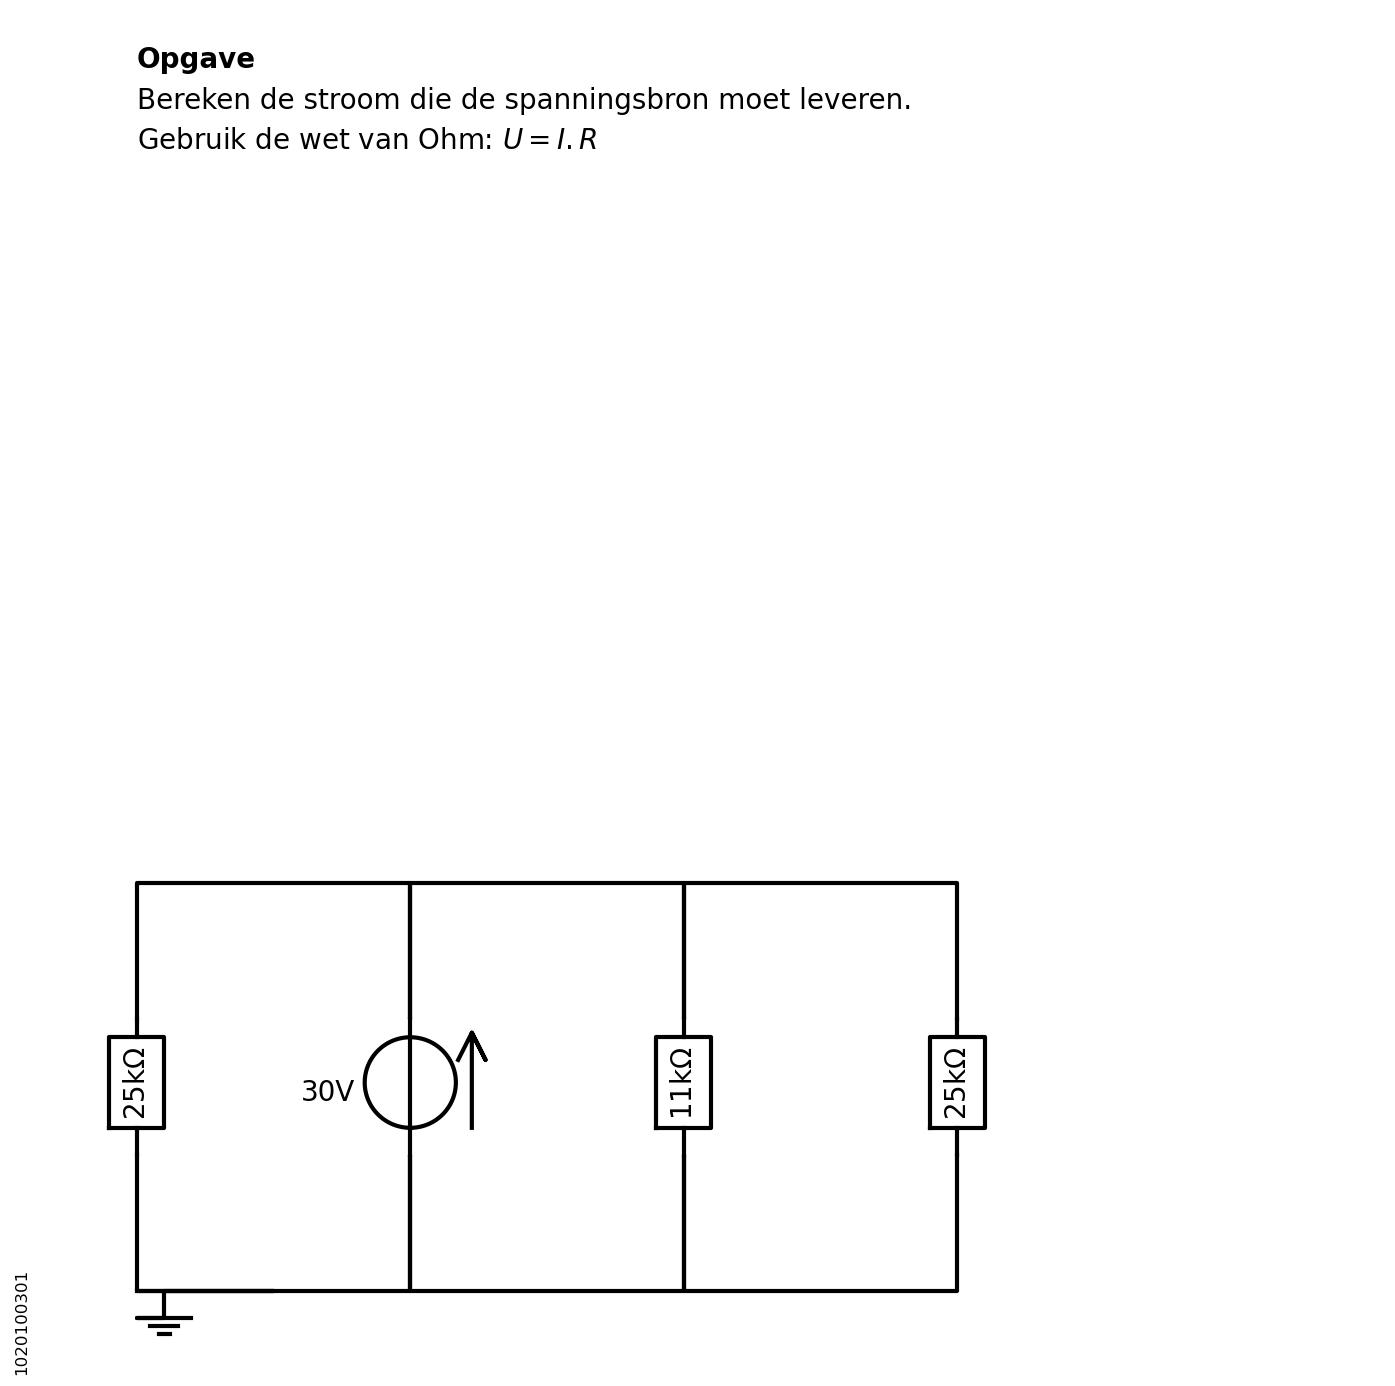 Opgave
Bereken de stroom die de spanningsbron moet leveren.
Gebruik de wet van Ohm: U = I.R
25kΩ
30V
11kΩ
25kΩ
1020100301